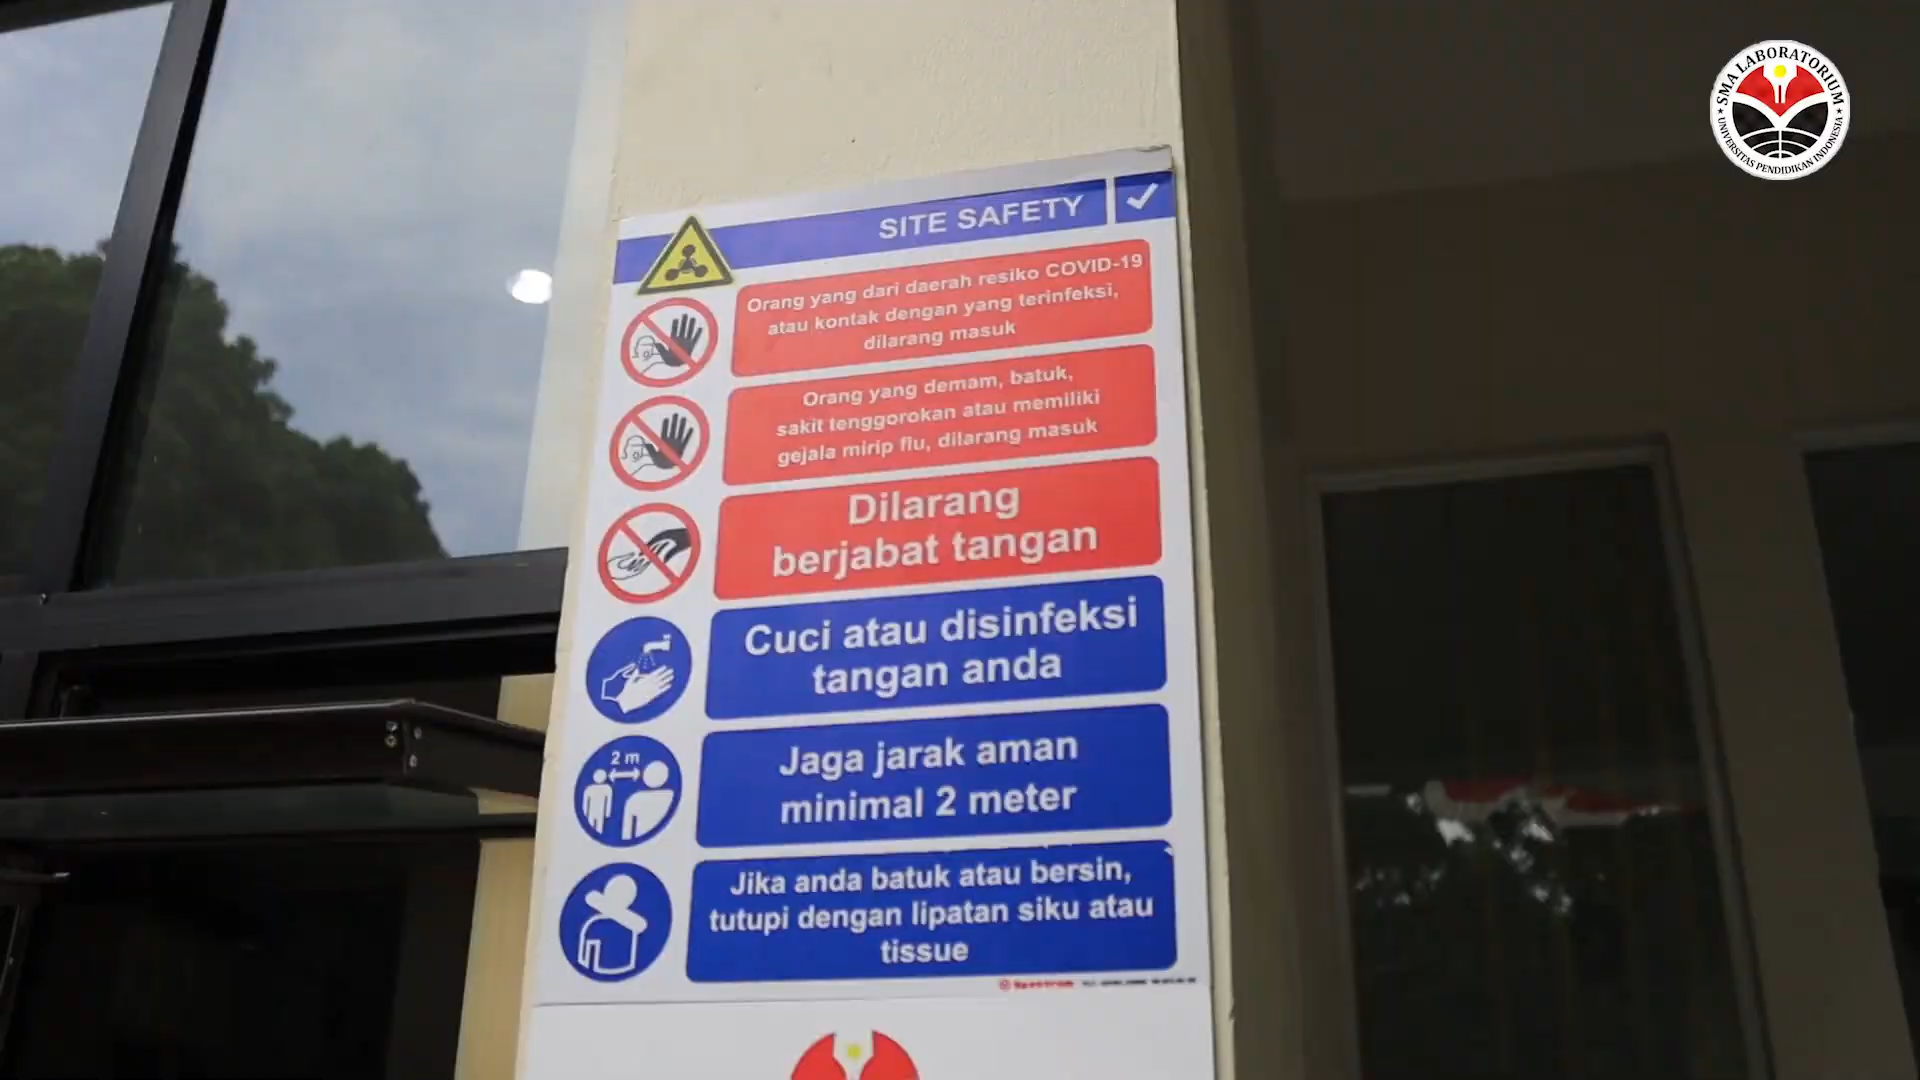 SMA LABORATORIUM
UNIVERSITAS PENDIDIKAN INDONESIA
SITE SAFETY
Orang yang dari daerah resiko COVID-19
atau kontak dengan yang terinfeksi,
dilarang masuk
Orang yang demam, batuk,
sakit tenggorokan atau memiliki
gejala mirip flu, dilarang masuk
Dilarang
berjabat tangan
Cuci atau disinfeksi
tangan anda
2 m
Jaga jarak aman
minimal 2 meter
Jika anda batuk atau bersin,
tutupi dengan lipatan siku atau
tissue